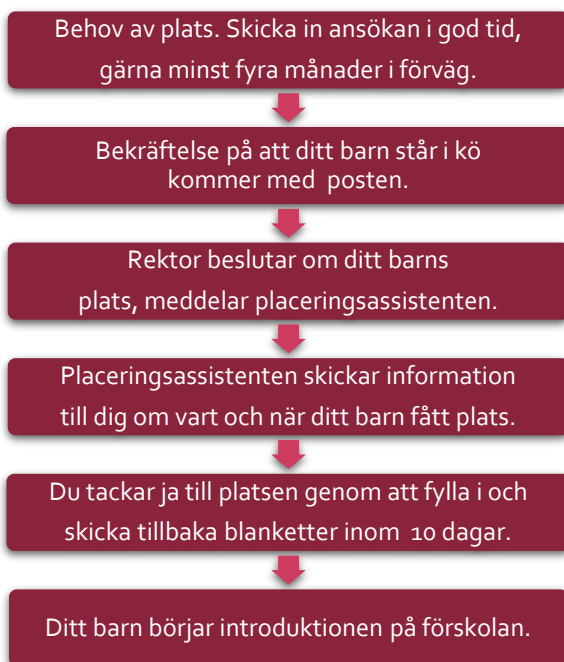 Behov av plats. Skicka in ansökan i god tid,
gärna minst fyra månader i förväg.
Bekräftelse på att ditt barn står i kö
kommer med posten.
Rektor beslutar om ditt barns
plats, meddelar placeringsassistenten.
Placeringsassistenten skickar information
till dig om vart och när ditt barn fått plats.
Du tackar ja till platsen genom att fylla i och
skicka tillbaka blanketter inom 10 dagar.
Ditt barn börjar introduktionen på förskolan.